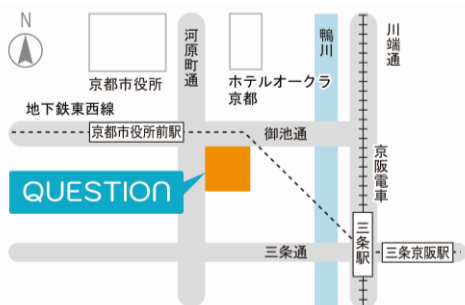 N
京都市役所
河原町通
ホテルオークラ
京都
鴨川
川端通
地下鉄東西線
京都市役所前駅
御池通
京阪電車
QUESTION
三条通
三条駅
三条京阪駅